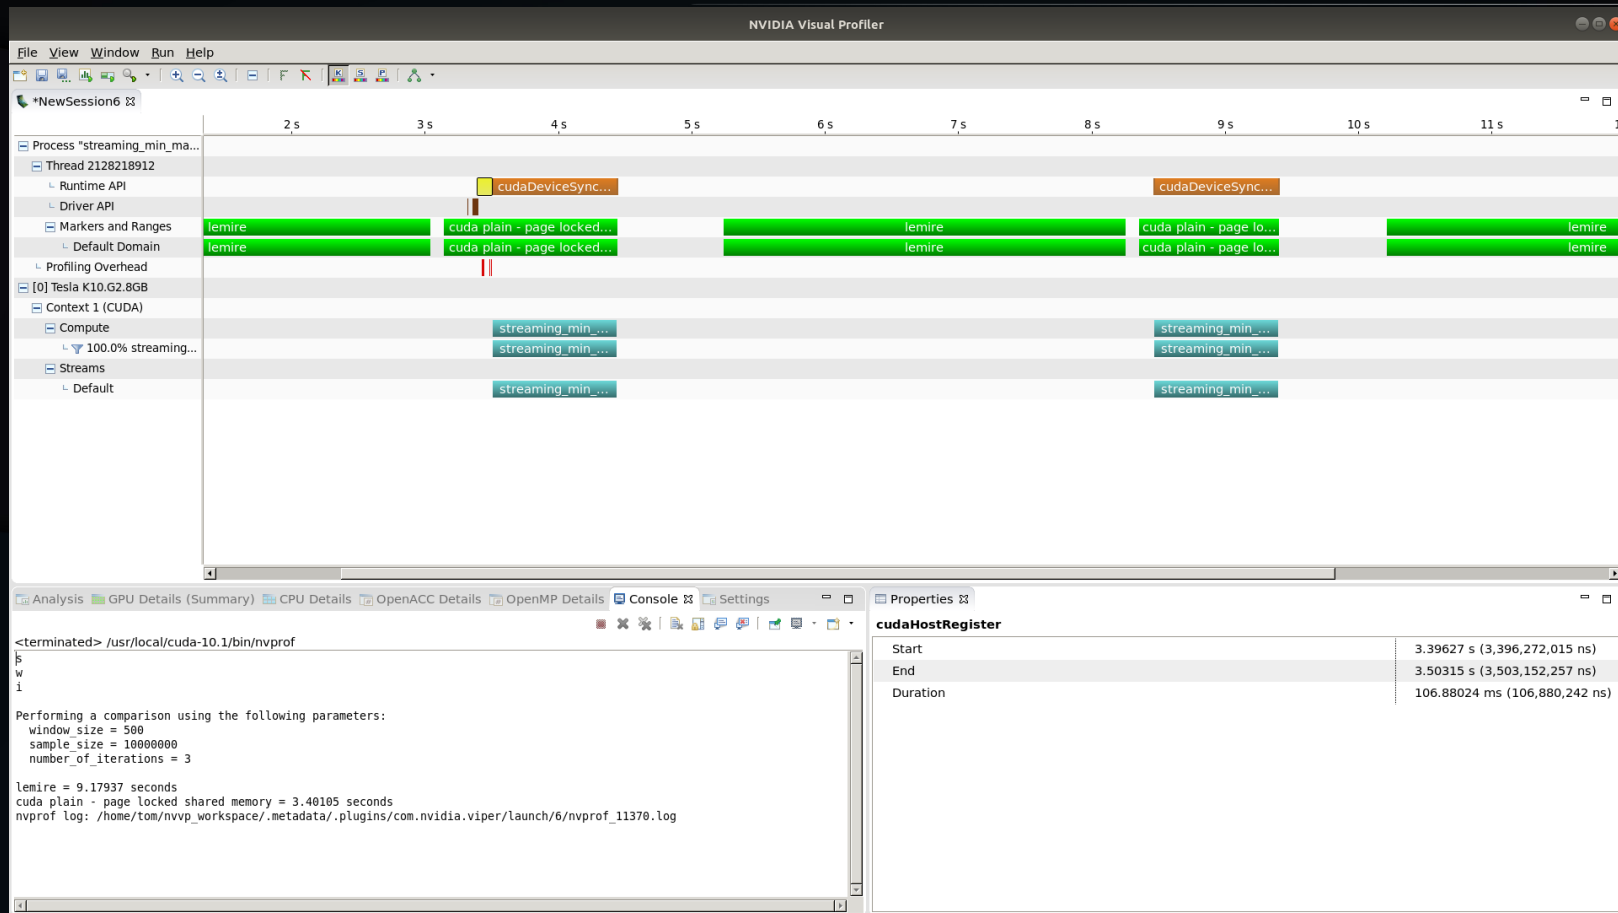 NVIDIA Visual Profiler
File View Window Run Help
*NewSession6
2 s 3 s 4 s 5 s 6 s 7 s 8 s 9 s 10 s 11 s 1
Process "streaming_min_ma...
Thread 2128218912
Runtime API cudaDeviceSync... cudaDeviceSync...
Driver API
Markers and Ranges lemire cuda plain - page locked... lemire cuda plain - page lo... lemire
Default Domain lemire cuda plain - page locked... lemire cuda plain - page lo... lemire
Profiling Overhead
[0] Tesla K10.G2.8GB
Context 1 (CUDA)
Compute streaming_min_... streaming_min_...
100.0% streaming... streaming_min_... streaming_min_...
Streams
Default streaming_min_... streaming_min_...
Analysis GPU Details (Summary) CPU Details OpenACC Details OpenMP Details Console Settings
<terminated> /usr/local/cuda-10.1/bin/nvprof
s
w
i
Performing a comparison using the following parameters:
window_size = 500
sample_size = 10000000
number_of_iterations = 3
lemire = 9.17937 seconds
cuda plain - page locked shared memory = 3.40105 seconds
nvprof log: /home/tom/nvvp_workspace/.metadata/.plugins/com.nvidia.viper/launch/6/nvprof_11370.log
Properties
cudaHostRegister
Start 3.39627 s (3,396,272,015 ns)
End 3.50315 s (3,503,152,257 ns)
Duration 106.88024 ms (106,880,242 ns)